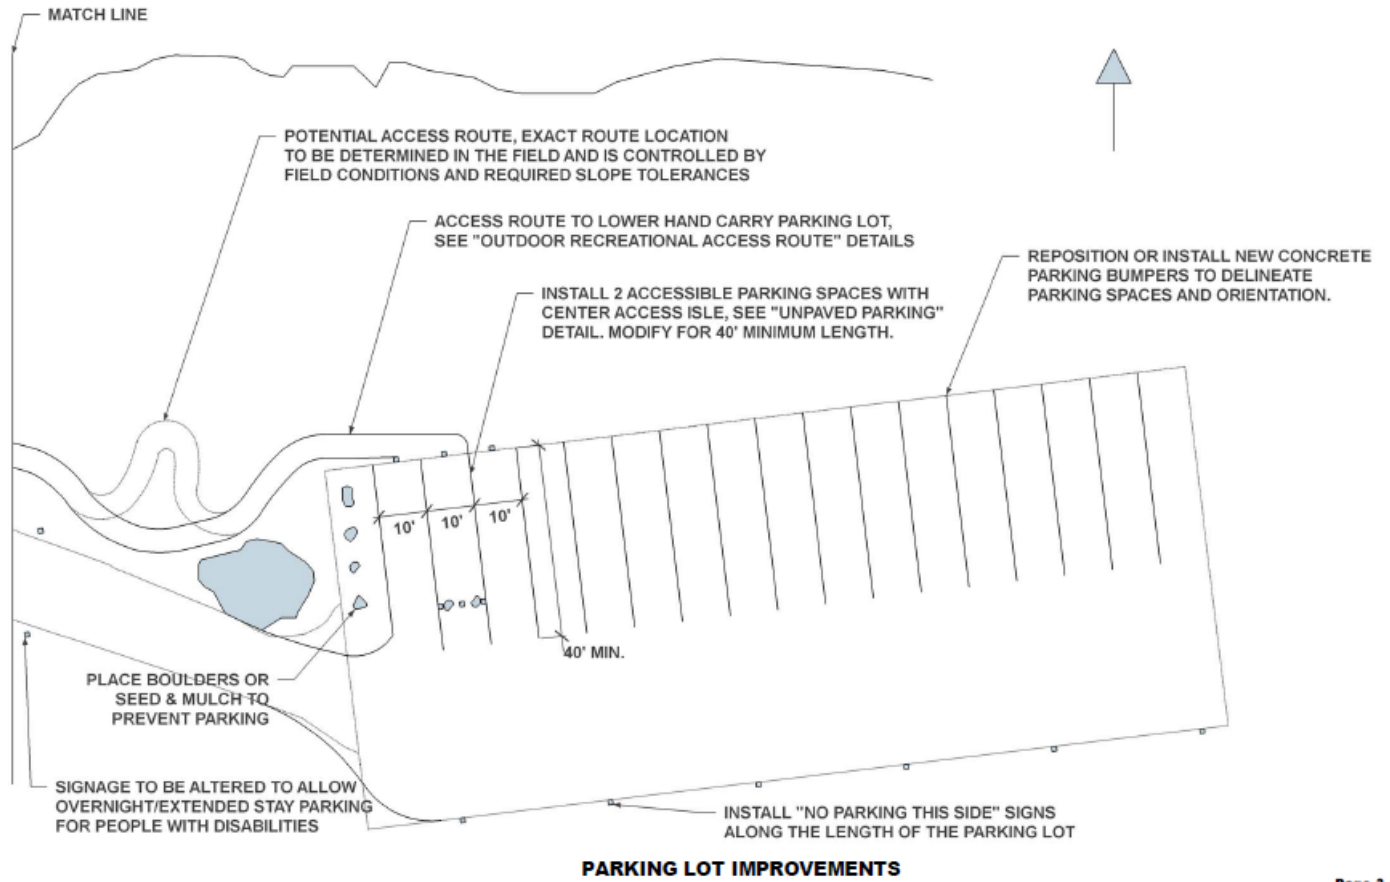 MATCH LINE
POTENTIAL ACCESS ROUTE, EXACT ROUTE LOCATION
TO BE DETERMINED IN THE FIELD AND IS CONTROLLED BY
FIELD CONDITIONS AND REQUIRED SLOPE TOLERANCES
ACCESS ROUTE TO LOWER HAND CARRY PARKING LOT,
SEE "OUTDOOR RECREATIONAL ACCESS ROUTE" DETAILS
REPOSITION OR INSTALL NEW CONCRETE
PARKING BUMPERS TO DELINEATE
PARKING SPACES AND ORIENTATION.
INSTALL 2 ACCESSIBLE PARKING SPACES WITH
CENTER ACCESS ISLE, SEE "UNPAVED PARKING"
DETAIL. MODIFY FOR 40' MINIMUM LENGTH.
10' 10' 10'
40' MIN.
PLACE BOULDERS OR
SEED & MULCH TO
PREVENT PARKING
SIGNAGE TO BE ALTERED TO ALLOW
OVERNIGHT/EXTENDED STAY PARKING
FOR PEOPLE WITH DISABILITIES
INSTALL "NO PARKING THIS SIDE" SIGNS
ALONG THE LENGTH OF THE PARKING LOT
PARKING LOT IMPROVEMENTS